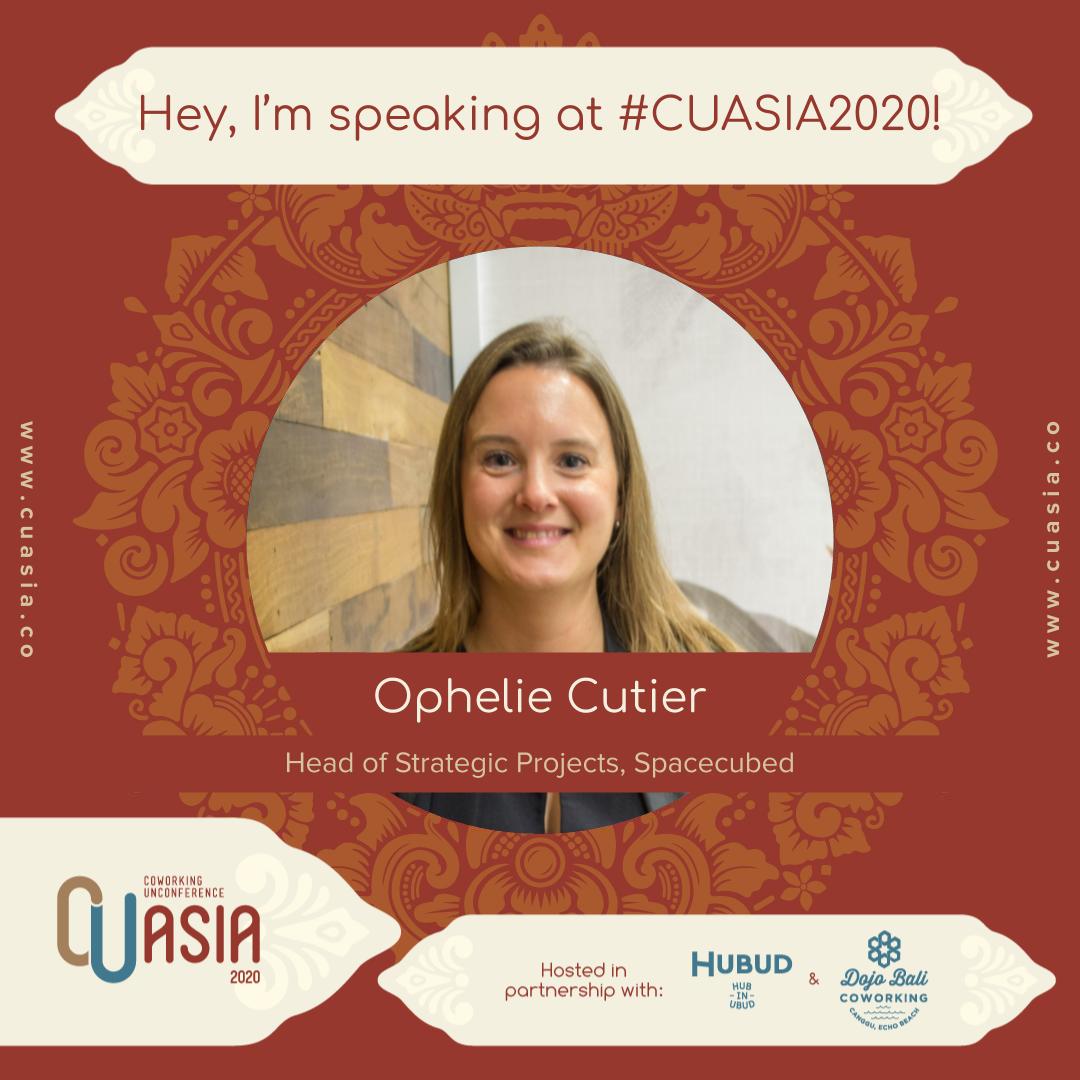 Hey, I'm speaking at #CUASIA2020!
www.cuasia.co
www.cuasia.co
Ophelie Cutier
Head of Strategic Projects, Spacecubed
COWORKING
UNCONFERENCE
CUASIA
2020
Hosted in
partnership with:
HUBUD
HUB
-IN-
UBUD
&
Dojo Bali
COWORKING
CANGGU, ECHO BEACH